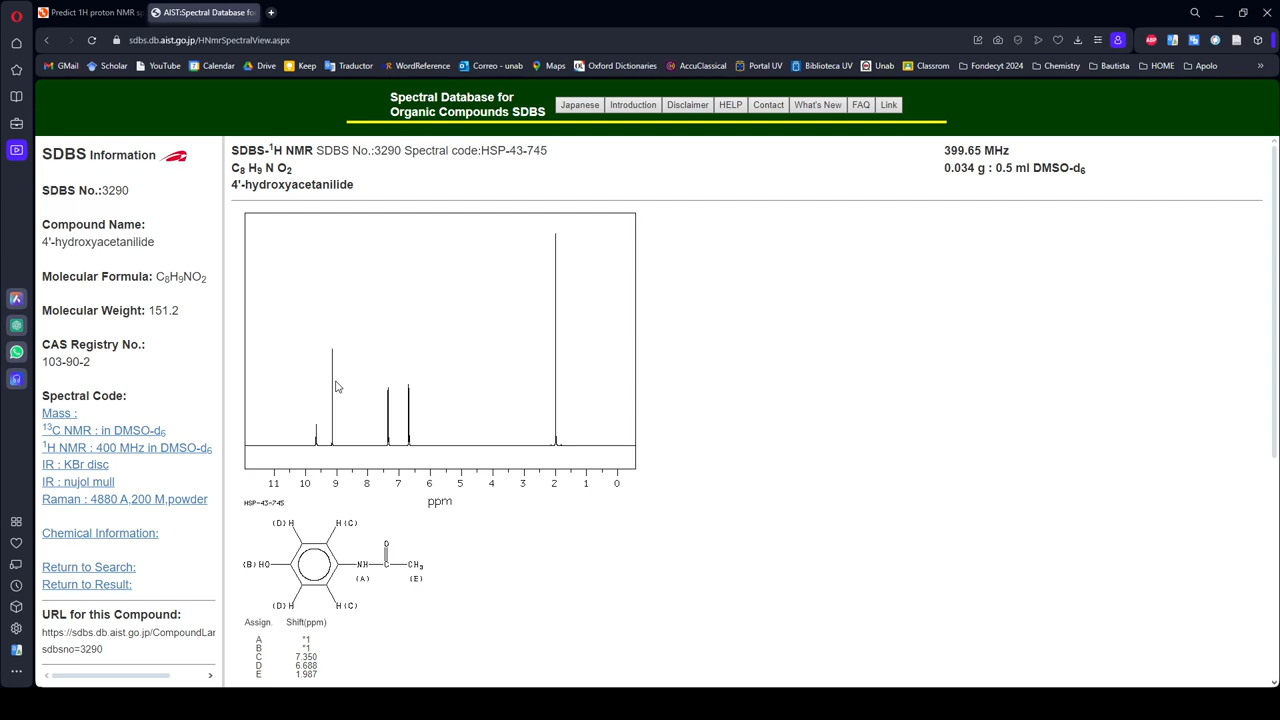 Predict 1H proton NMR sp
AIST:Spectral Database fo
sdbs.db.aist.go.jp/HNmrSpectralView.aspx
GMail Scholar YouTube Calendar Drive Keep Traductor WordReference Correo - unab Maps Oxford Dictionaries AccuClassical Portal UV Biblioteca UV Unab Classrom Fondecyt 2024 Chemistry Bautista HOME Apolo
Spectral Database for
Organic Compounds SDBS
Japanese Introduction Disclaimer HELP Contact What's New FAQ Link
SDBS Information
SDBS No.:3290
Compound Name:
4'-hydroxyacetanilide
Molecular Formula: C8H9NO2
Molecular Weight: 151.2
CAS Registry No.:
103-90-2
Spectral Code:
Mass :
13C NMR : in DMSO-d6
1H NMR : 400 MHz in DMSO-d6
IR : KBr disc
IR : nujol mull
Raman : 4880 A,200 M,powder
Chemical Information:
Return to Search:
Return to Result:
URL for this Compound:
https://sdbs.db.aist.go.jp/CompoundLar
sdbsno=3290
SDBS-1H NMR SDBS No.:3290 Spectral code:HSP-43-745
C8 H9 N O2
4'-hydroxyacetanilide
399.65 MHz
0.034 g : 0.5 ml DMSO-d6
11 10 9 8 7 6 5 4 3 2 1 0
ppm
HSP-43-745
(D)H H(C)
O
(B)HO NH C CH3
(A) (E)
(D)H H(C)
Assign. Shift(ppm)
A *1
B *1
C 7.350
D 6.688
E 1.987